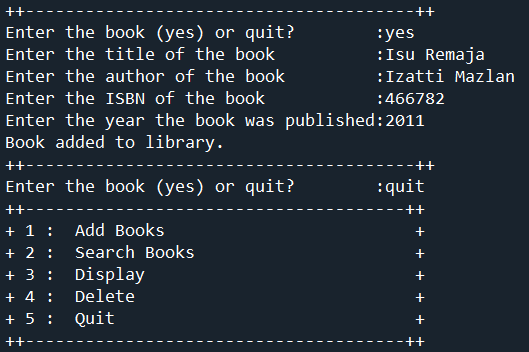 ++---------------------------------------++
Enter the book (yes) or quit?        :yes
Enter the title of the book          :Isu Remaja
Enter the author of the book         :Izatti Mazlan
Enter the ISBN of the book           :466782
Enter the year the book was published:2011
Book added to library.
++---------------------------------------++
Enter the book (yes) or quit?        :quit
++--------------------------------------++
+ 1 :  Add Books                         +
+ 2 :  Search Books                      +
+ 3 :  Display                           +
+ 4 :  Delete                            +
+ 5 :  Quit                              +
++--------------------------------------++